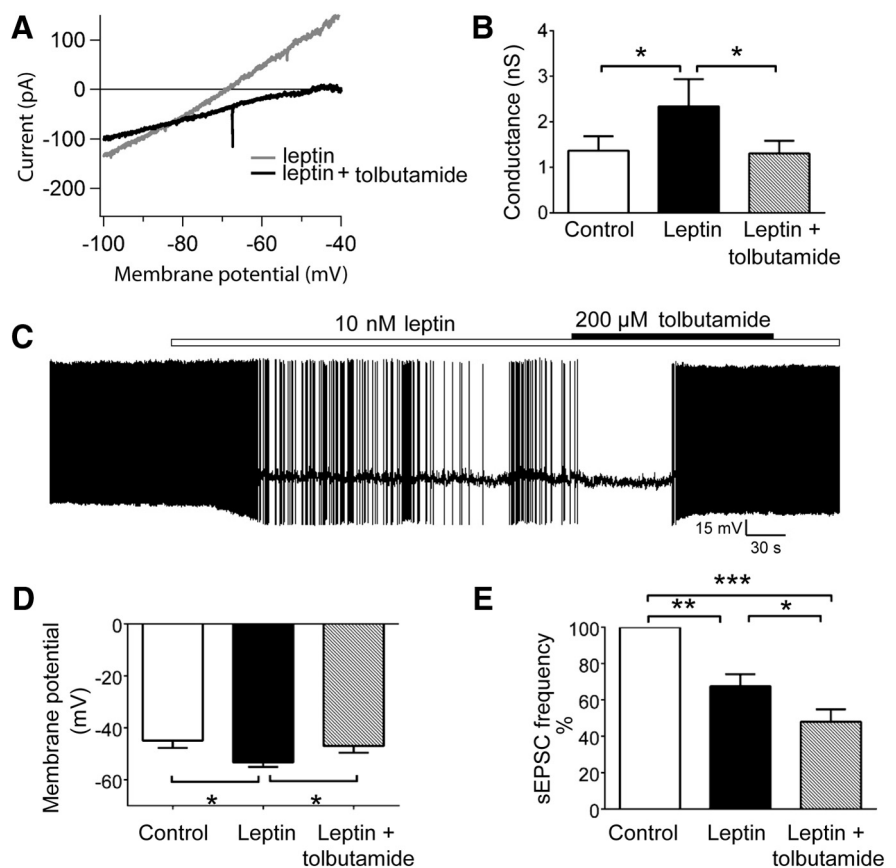 A
Current (pA)
100
0
-100
-200
leptin
leptin + tolbutamide
-100
-80
-60
-40
Membrane potential (mV)
B
Conductance (nS)
4
3
2
1
0
*
*
Control
Leptin
Leptin +
tolbutamide
C
10 nM leptin
200 µM tolbutamide
15 mV
30 s
D
Membrane potential
(mV)
0
-20
-40
-60
*
*
Control
Leptin
Leptin +
tolbutamide
E
sEPSC frequency
%
100
80
60
40
20
0
***
**
*
Control
Leptin
Leptin +
tolbutamide